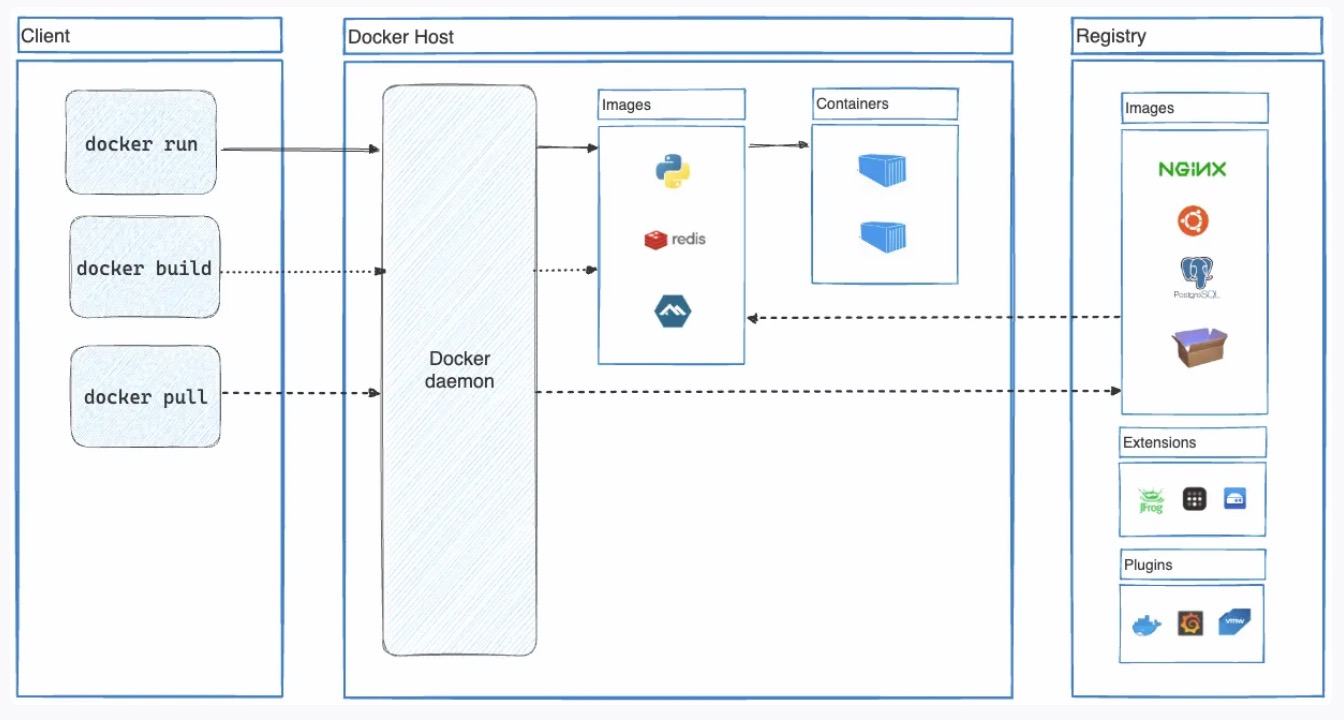 Client
docker run
docker build
docker pull
Docker Host
Docker
daemon
Images
redis
Containers
Registry
Images
NGiNX
PostgreSQL
Extensions
JFrog
Plugins
vmw